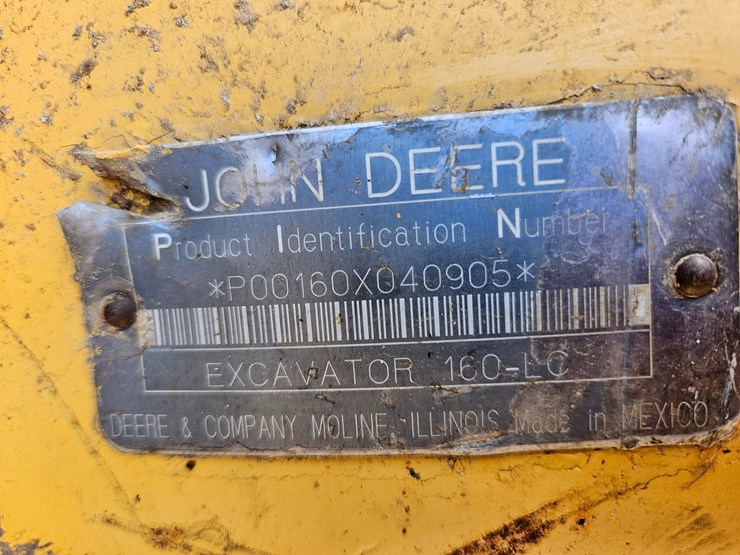 JOHN DEERE
Product Identification Number
*P00160X040905*
EXCAVATOR 160-LC
DEERE & COMPANY MOLINE, ILLINOIS Made in MEXICO